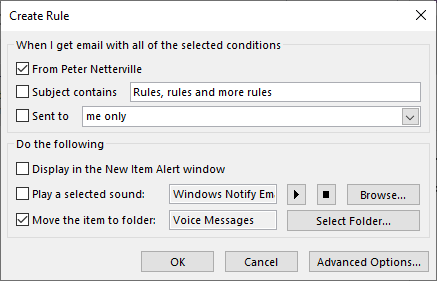 Create Rule
When I get email with all of the selected conditions
From Peter Netterville
Subject contains Rules, rules and more rules
Sent to me only
Do the following
Display in the New Item Alert window
Play a selected sound: Windows Notify Em Browse...
Move the item to folder: Voice Messages Select Folder...
OK Cancel Advanced Options...